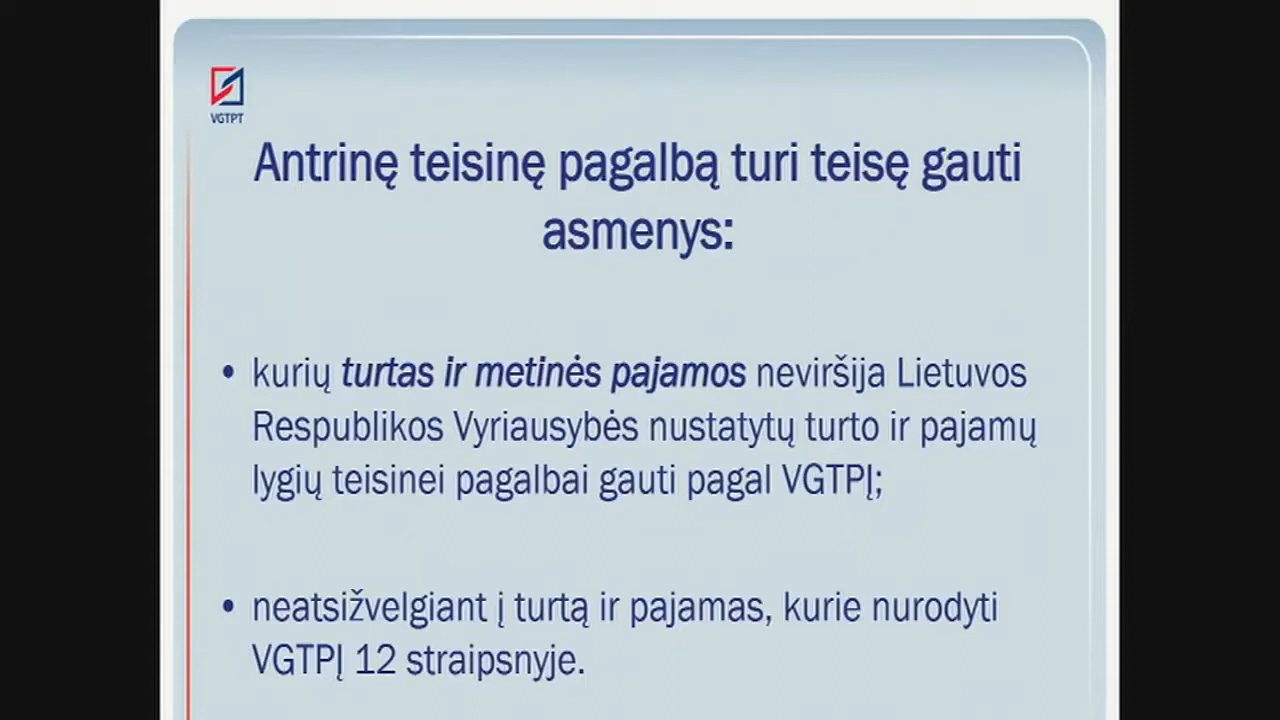 VGTPT
Antrinę teisinę pagalbą turi teisę gauti
asmenys:
• kurių turtas ir metinės pajamos neviršija Lietuvos
Respublikos Vyriausybės nustatytų turto ir pajamų
lygių teisinei pagalbai gauti pagal VGTPĮ;
• neatsižvelgiant į turtą ir pajamas, kurie nurodyti
VGTPĮ 12 straipsnyje.